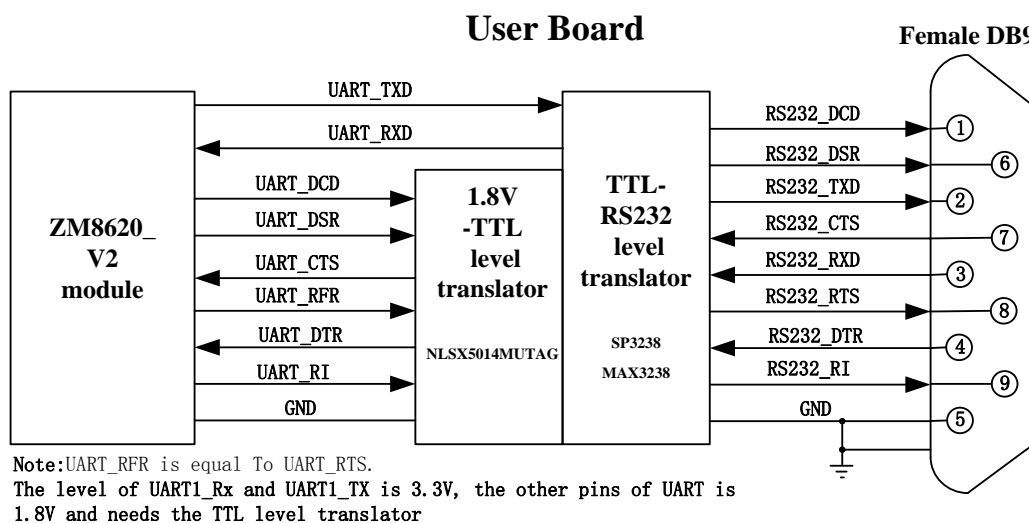 User Board
Female DB9
UART_TXD
UART_RXD
UART_DCD
UART_DSR
UART_CTS
UART_RFR
UART_DTR
UART_RI
GND
ZM8620_
V2
module
1.8V
-TTL
level
translator
NLSX5014MUTAG
TTL-
RS232
level
translator
SP3238
MAX3238
RS232_DCD
RS232_DSR
RS232_TXD
RS232_CTS
RS232_RXD
RS232_RTS
RS232_DTR
RS232_RI
GND
1
6
2
7
3
8
4
9
5
Note:UART_RFR is equal To UART_RTS.
The level of UART1_Rx and UART1_TX is 3.3V, the other pins of UART is
1.8V and needs the TTL level translator